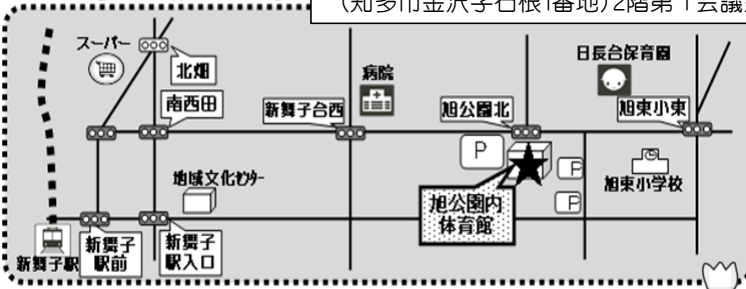 (知多市金沢字石根1番地)2階第1会議
スーパー
北畑
南西田
新舞子台西
病院
旭公園北
日長台保育園
旭東小東
旭東小学校
P
P
P
地域文化センター
旭公園内
体育館
新舞子駅
新舞子
駅前
新舞子
駅入口